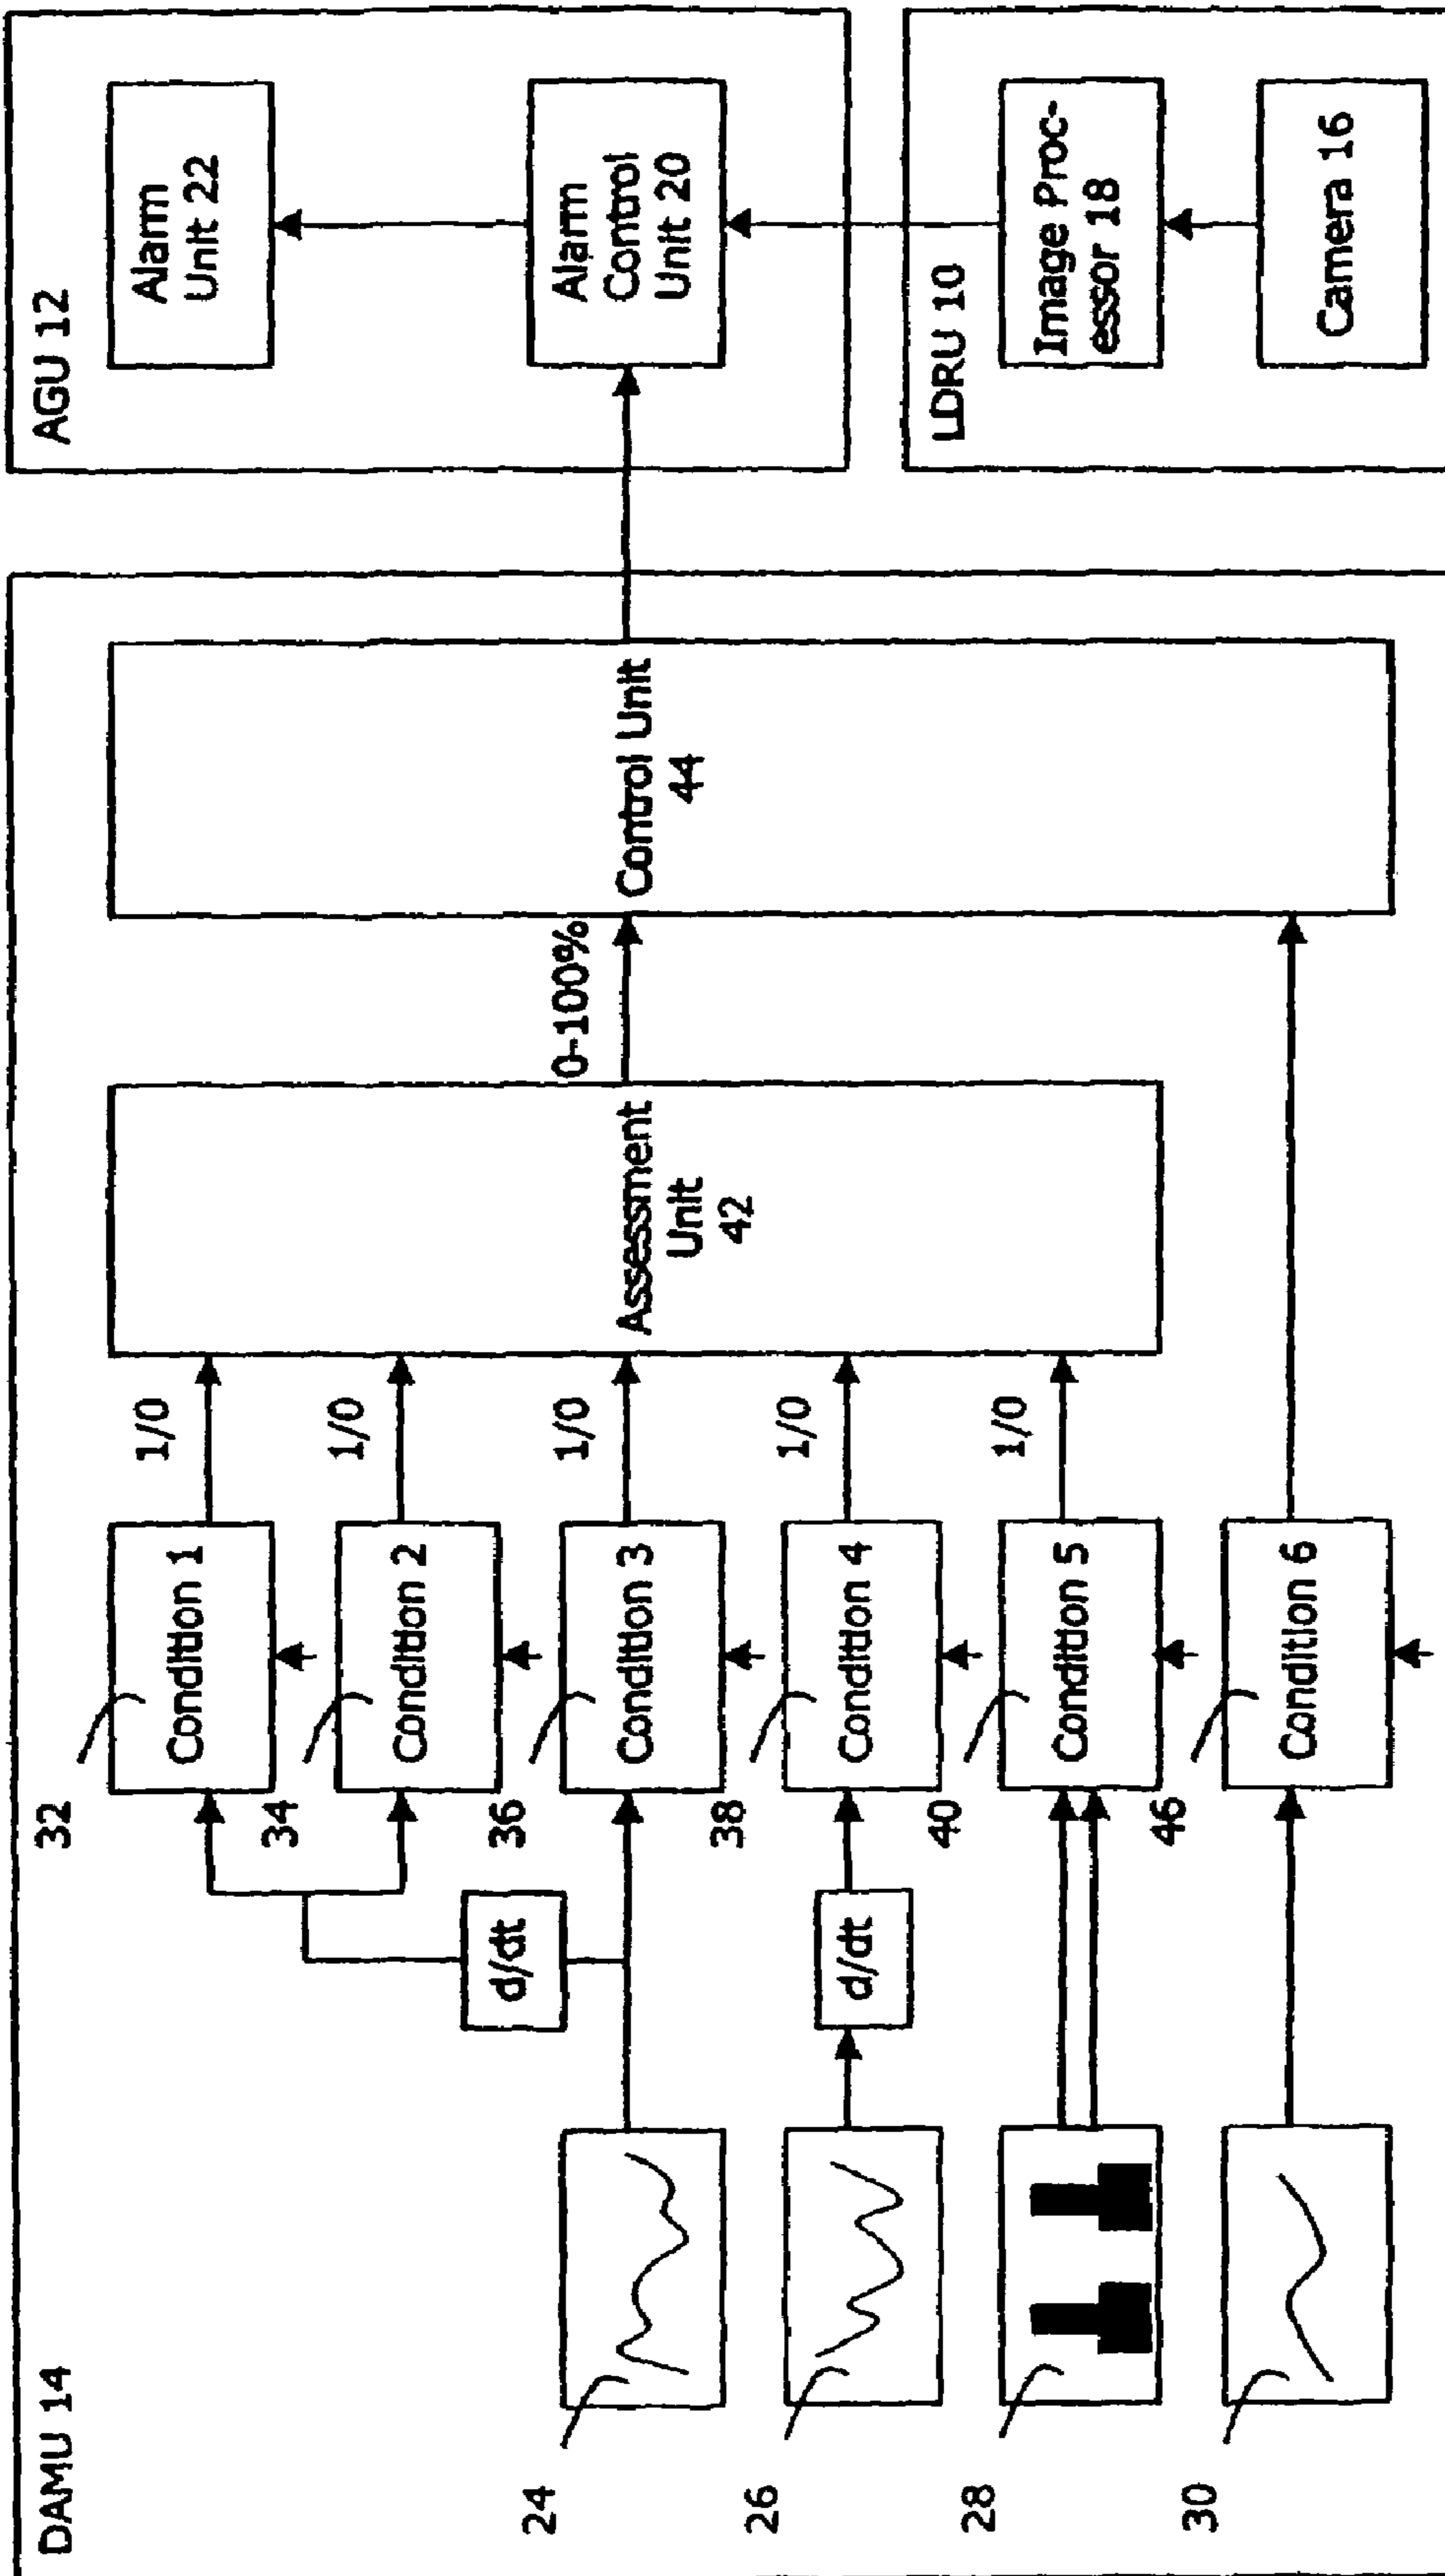 DAMU 14
24
26
28
30
d/dt
d/dt
32
34
36
38
40
46
Condition 1
Condition 2
Condition 3
Condition 4
Condition 5
Condition 6
1/0
1/0
1/0
1/0
1/0
Assessment
Unit
42
0-100%
Control Unit
44
AGU 12
Alarm
Unit 22
Alarm
Control
Unit 20
LDRU 10
Image Proc-
essor 18
Camera 16